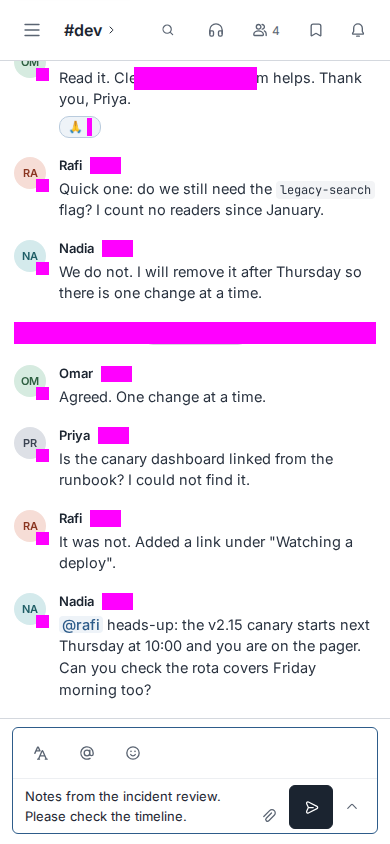 #dev
4
OM
Read it. helps. Thank
you, Priya.
🙏
RA
Rafi
Quick one: do we still need the legacy-search
flag? I count no readers since January.
NA
Nadia
We do not. I will remove it after Thursday so
there is one change at a time.
OM
Omar
Agreed. One change at a time.
PR
Priya
Is the canary dashboard linked from the
runbook? I could not find it.
RA
Rafi
It was not. Added a link under "Watching a
deploy".
NA
Nadia
@rafi heads-up: the v2.15 canary starts next
Thursday at 10:00 and you are on the pager.
Can you check the rota covers Friday
morning too?
Notes from the incident review.
Please check the timeline.